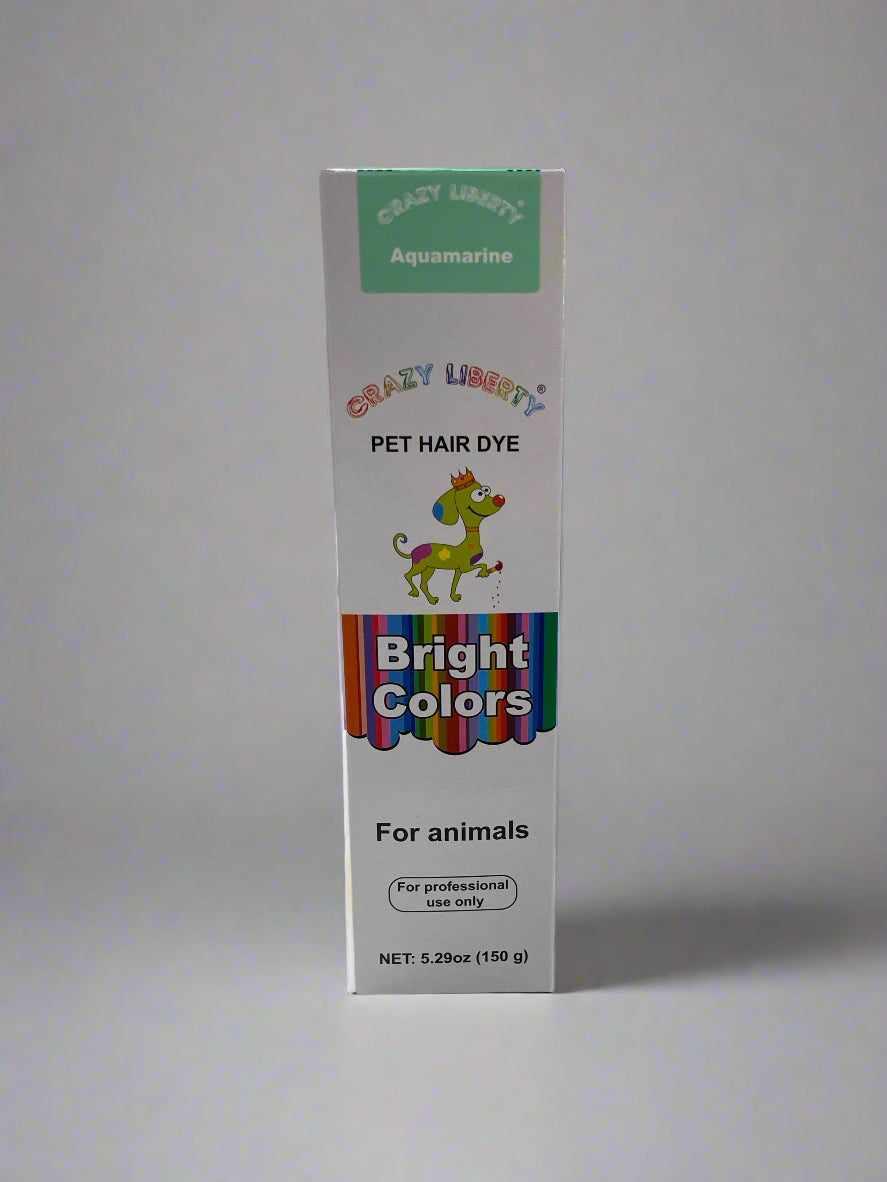 CRAZY LIBERTY®
Aquamarine
CRAZY LIBERTY®
PET HAIR DYE
Bright
Colors
For animals
For professional
use only
NET: 5.29oz (150 g)